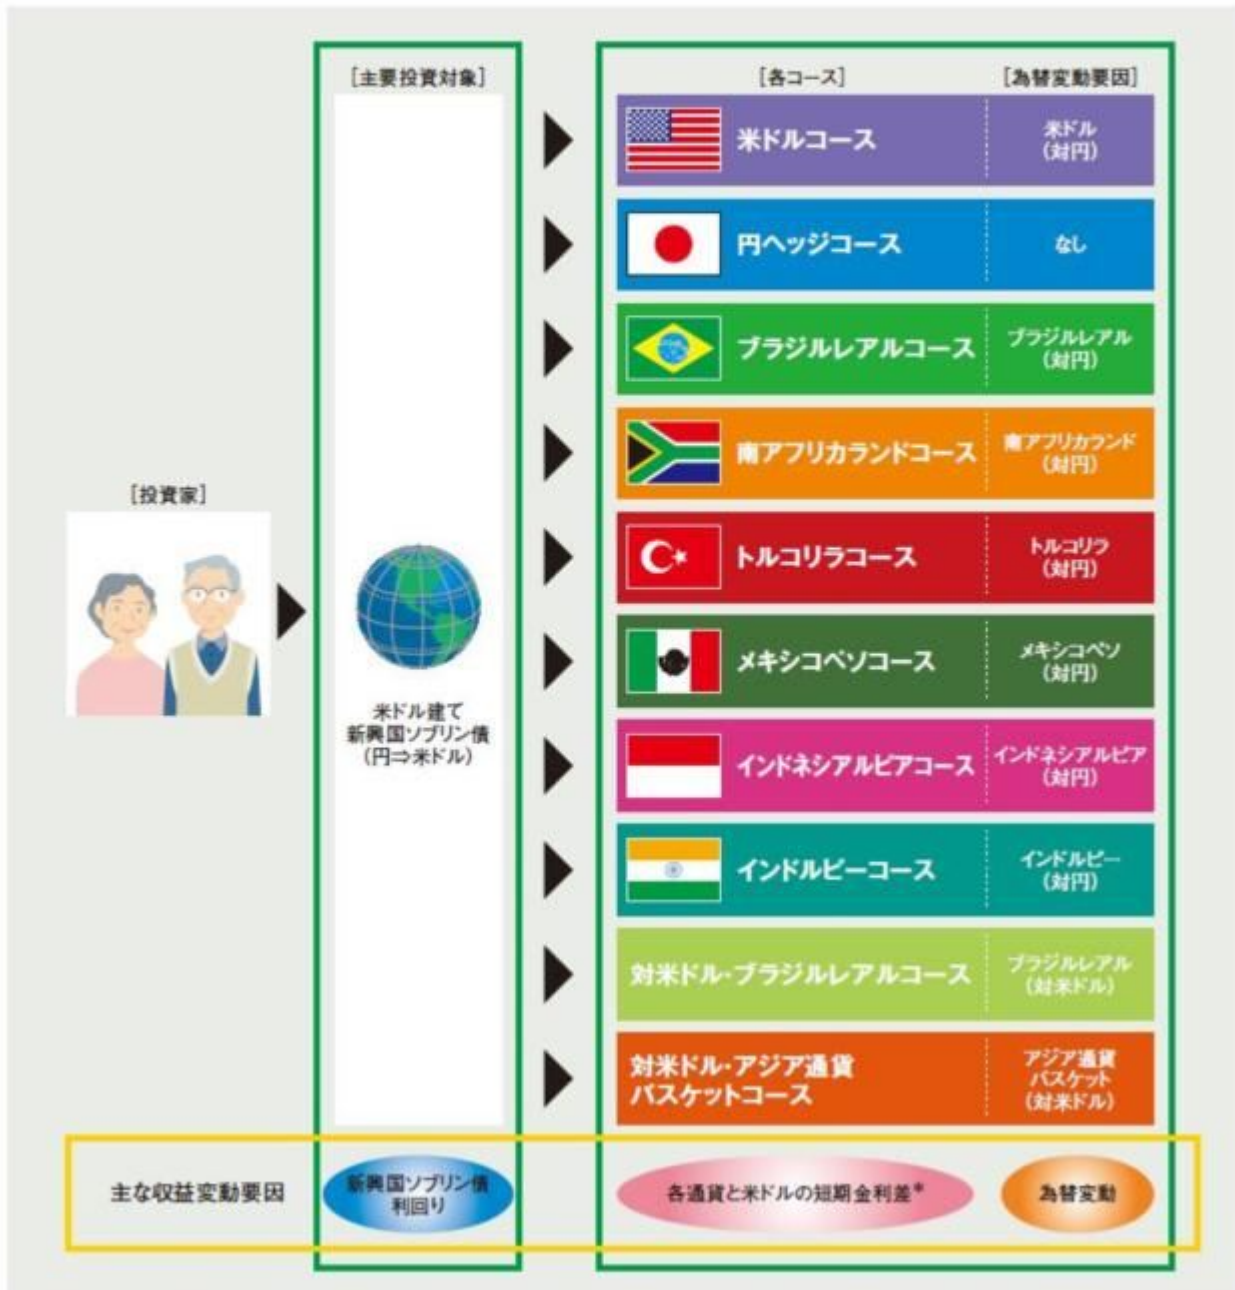 [主要投資対象]
[各コース]
[為替変動要因]
米ドルコース
米ドル
(対円)
円ヘッジコース
なし
ブラジルレアルコース
ブラジルレアル
(対円)
南アフリカランドコース
南アフリカランド
(対円)
[投資家]
トルコリラコース
トルコリラ
(対円)
メキシコペソコース
メキシコペソ
(対円)
米ドル建て
新興国ソブリン債
(円⇒米ドル)
インドネシアルピアコース
インドネシアルピア
(対円)
インドルピーコース
インドルピー
(対円)
対米ドル・ブラジルレアルコース
ブラジルレアル
(対米ドル)
対米ドル・アジア通貨
バスケットコース
アジア通貨
バスケット
(対米ドル)
主な収益変動要因
新興国ソブリン債
利回り
各通貨と米ドルの短期金利差*
為替変動